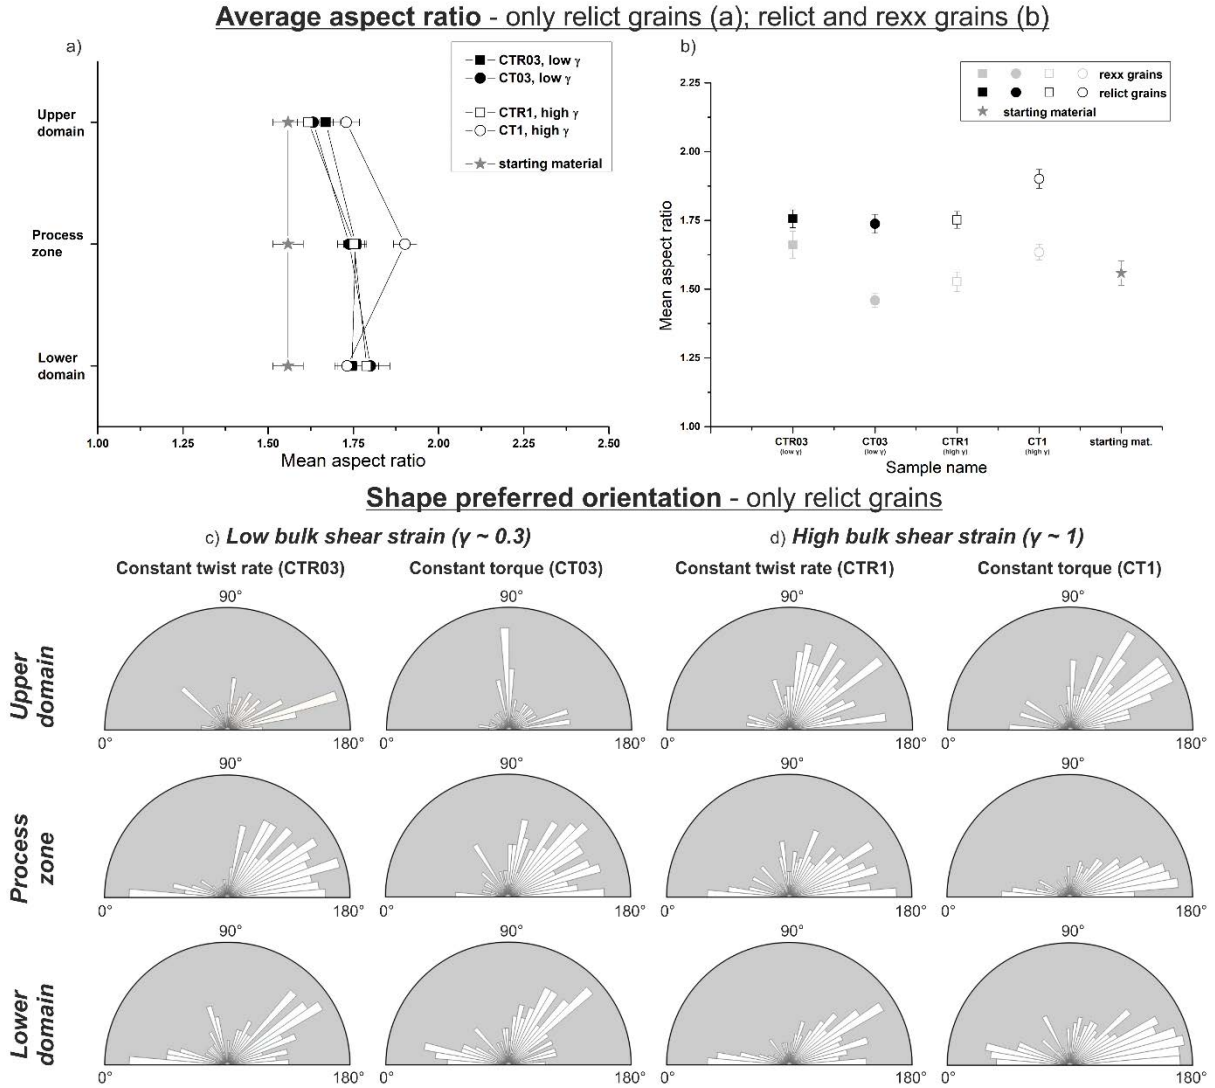 Average aspect ratio - only relict grains (a); relict and rexx grains (b)
a)
CTR03, low γ
CT03, low γ
CTR1, high γ
CT1, high γ
starting material
Upper
domain
Process
zone
Lower
domain
1.00 1.25 1.50 1.75 2.00 2.25 2.50
Mean aspect ratio
b)
rexx grains
relict grains
starting material
2.25
2.00
1.75
1.50
1.25
1.00
Mean aspect ratio
CTR03 CT03 CTR1 CT1 starting mat.
(low γ) (low γ) (high γ) (high γ)
Sample name
Shape preferred orientation - only relict grains
c) Low bulk shear strain (γ ~ 0.3)
d) High bulk shear strain (γ ~ 1)
Constant twist rate (CTR03) Constant torque (CT03) Constant twist rate (CTR1) Constant torque (CT1)
Upper
domain
90° 90° 90° 90°
0° 180° 0° 180° 0° 180° 0° 180°
Process
zone
90° 90° 90° 90°
0° 180° 0° 180° 0° 180° 0° 180°
Lower
domain
90° 90° 90° 90°
0° 180° 0° 180° 0° 180° 0° 180°